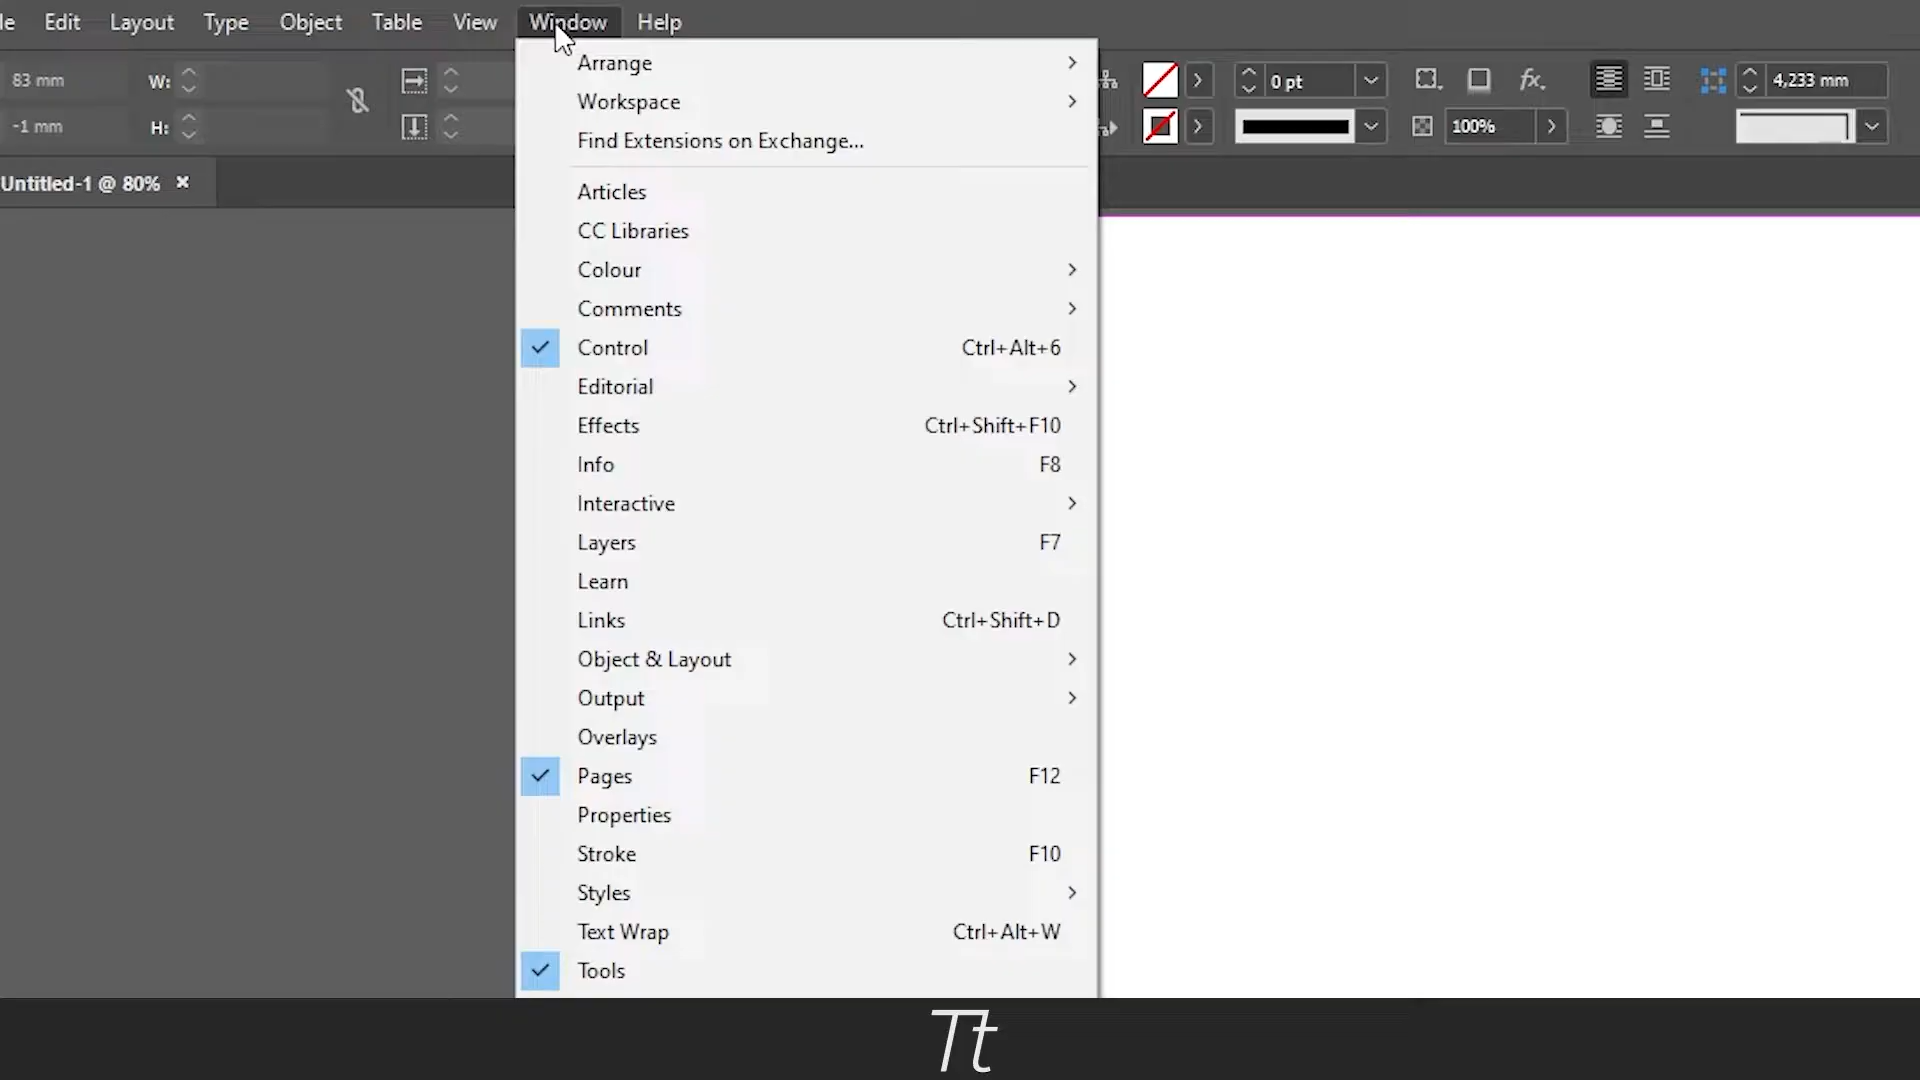 Edit Layout Type Object Table View Window Help
83 mm W: 0 pt fx. 4,233 mm
-1 mm H: 100%
Untitled-1 @ 80% ×
Arrange
Workspace
Find Extensions on Exchange...
Articles
CC Libraries
Colour
Comments
Control Ctrl+Alt+6
Editorial
Effects Ctrl+Shift+F10
Info F8
Interactive
Layers F7
Learn
Links Ctrl+Shift+D
Object & Layout
Output
Overlays
Pages F12
Properties
Stroke F10
Styles
Text Wrap Ctrl+Alt+W
Tools
Tt